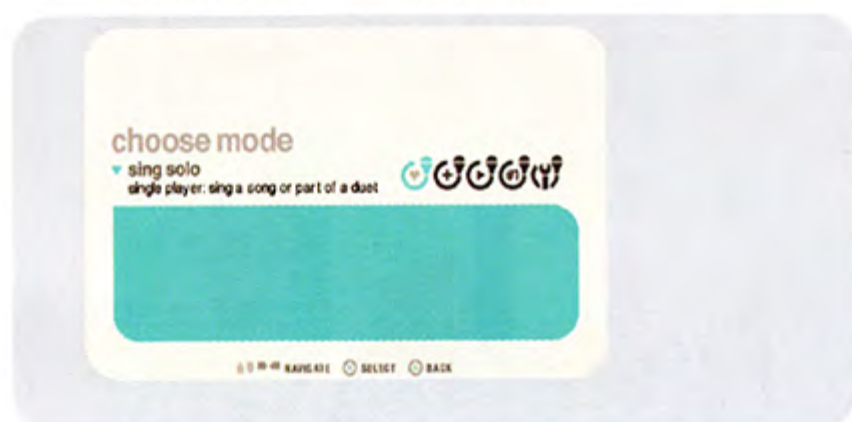 choose mode
sing solo
single player: sing a song or part of a duet
NAVIGATE SELECT BACK